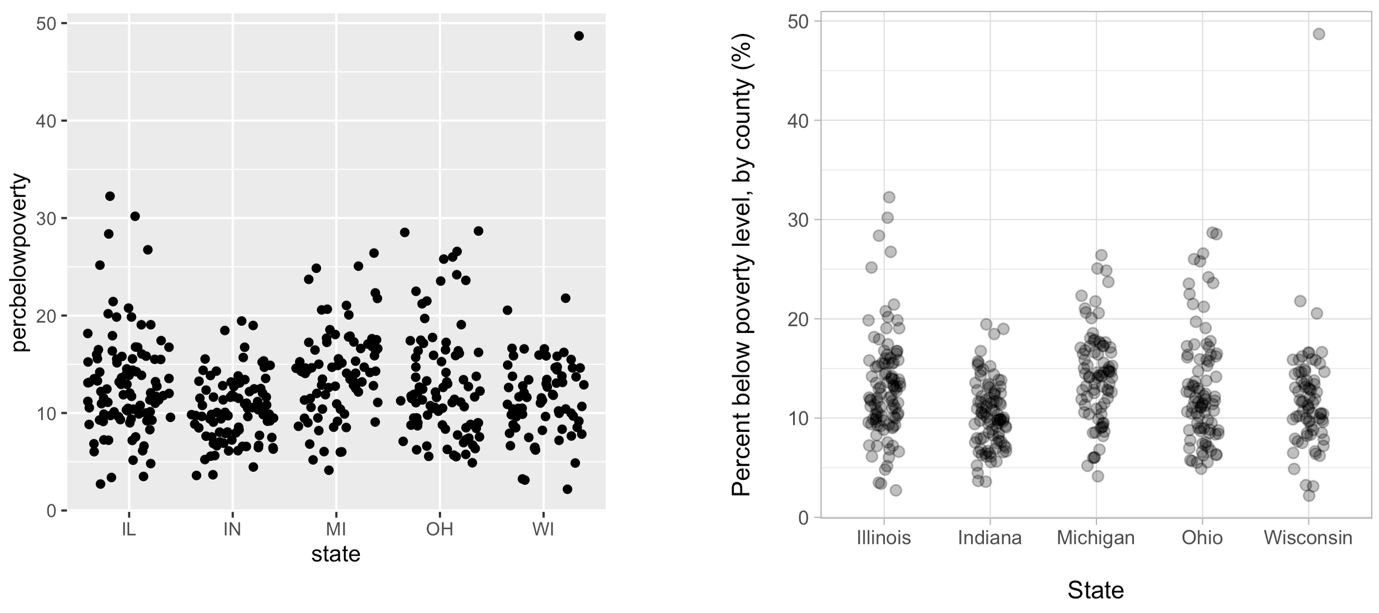 percbelowpoverty
50
40
30
20
10
0
IL IN MI OH WI
state
Percent below poverty level, by county (%)
50
40
30
20
10
0
Illinois Indiana Michigan Ohio Wisconsin
State